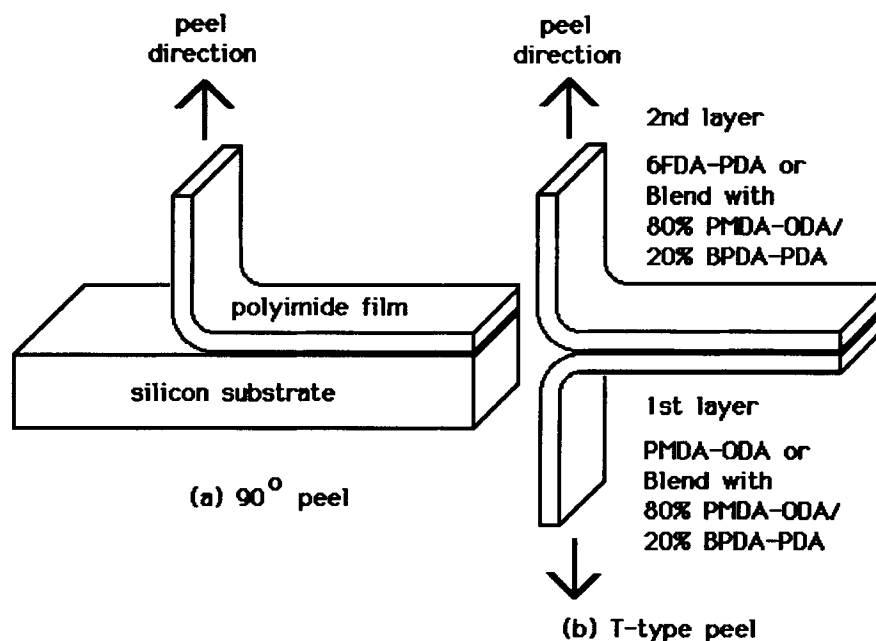 peel
direction
polyimide film
silicon substrate
(a) 90° peel
peel
direction
2nd layer
6FDA-PDA or
Blend with
80% PMDA-ODA/
20% BPDA-PDA
1st layer
PMDA-ODA or
Blend with
80% PMDA-ODA/
20% BPDA-PDA
(b) T-type peel